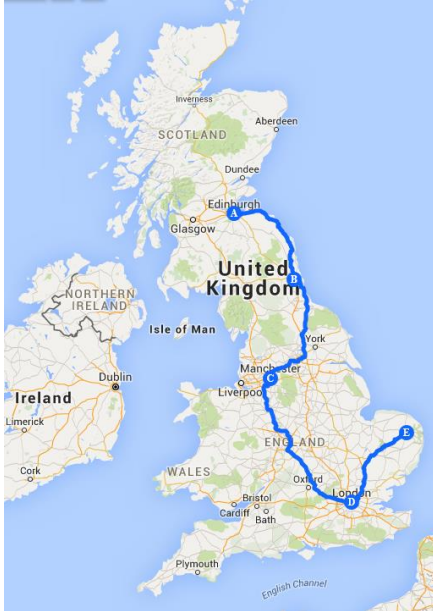 Inverness
Aberdeen
SCOTLAND
Dundee
Edinburgh
A
Glasgow
United
Kingdom
B
NORTHERN
IRELAND
Isle of Man
York
Manchester
C
Dublin
Liverpool
Ireland
Limerick
E
ENGLAND
Cork
WALES
Oxford
London
D
Bristol
Cardiff
Bath
Plymouth
English Channel